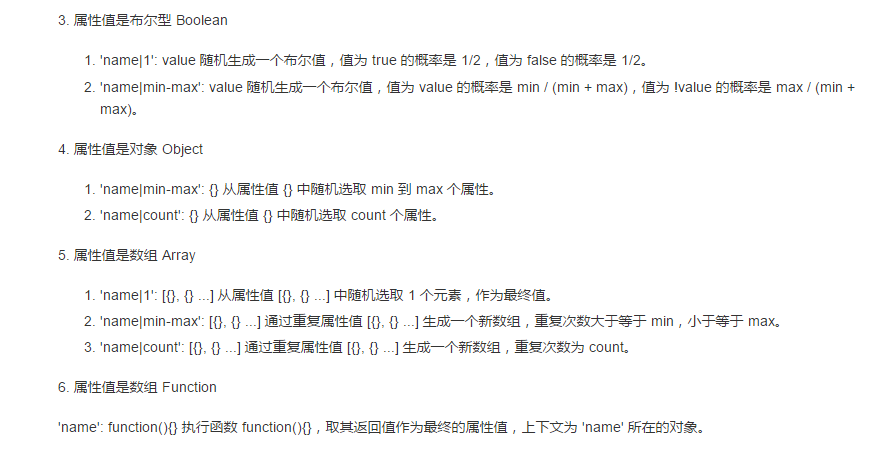 3. 属性值是布尔型 Boolean
1. 'name|1': value 随机生成一个布尔值，值为 true 的概率是 1/2，值为 false 的概率是 1/2。
2. 'name|min-max': value 随机生成一个布尔值，值为 value 的概率是 min / (min + max)，值为 !value 的概率是 max / (min +
max)。
4. 属性值是对象 Object
1. 'name|min-max': {} 从属性值 {} 中随机选取 min 到 max 个属性。
2. 'name|count': {} 从属性值 {} 中随机选取 count 个属性。
5. 属性值是数组 Array
1. 'name|1': [{}, {} ...] 从属性值 [{}, {} ...] 中随机选取 1 个元素，作为最终值。
2. 'name|min-max': [{}, {} ...] 通过重复属性值 [{}, {} ...] 生成一个新数组，重复次数大于等于 min，小于等于 max。
3. 'name|count': [{}, {} ...] 通过重复属性值 [{}, {} ...] 生成一个新数组，重复次数为 count。
6. 属性值是数组 Function
'name': function(){} 执行函数 function(){}，取其返回值作为最终的属性值，上下文为 'name' 所在的对象。